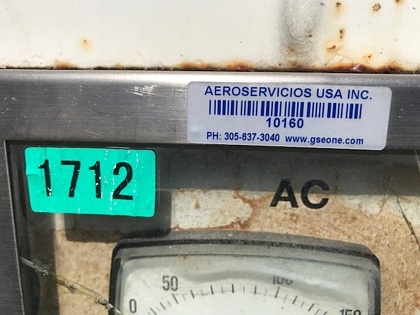 AEROSERVICIOS USA INC.
10160
PH: 305-637-3040 www.gseone.com
1712
AC
0 50 100 150